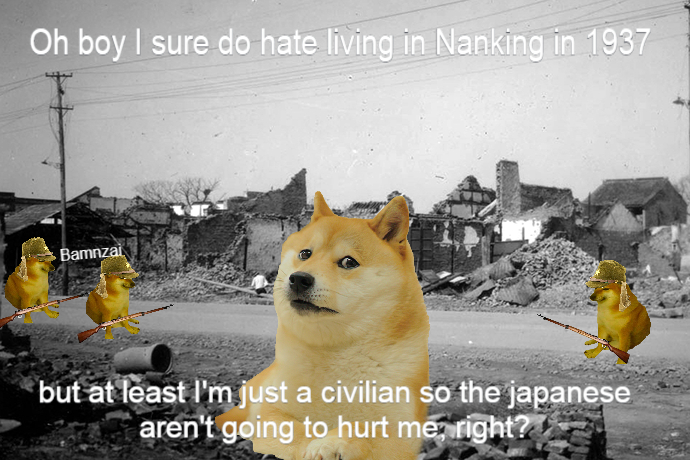 Oh boy I sure do hate living in Nanking in 1937
Bamnzai
but at least I'm just a civilian so the japanese
aren't going to hurt me, right?